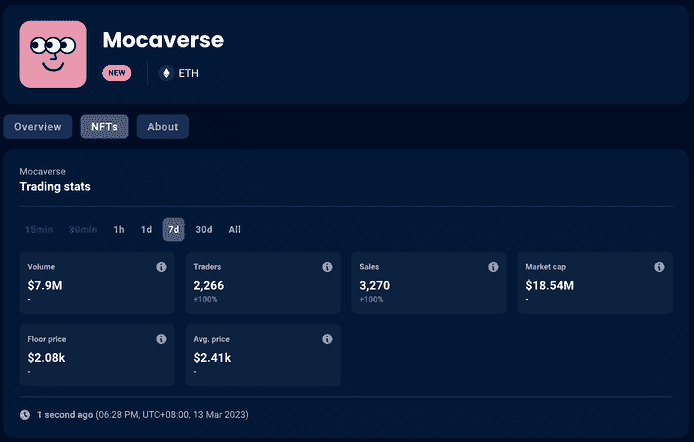 Mocaverse
NEW
ETH
Overview
NFTs
About
Mocaverse
Trading stats
15min 30min 1h 1d 7d 30d All
Volume
$7.9M
-
Traders
2,266
+100%
Sales
3,270
+100%
Market cap
$18.54M
-
Floor price
$2.08k
-
Avg. price
$2.41k
-
1 second ago (06:28 PM, UTC+08:00, 13 Mar 2023)